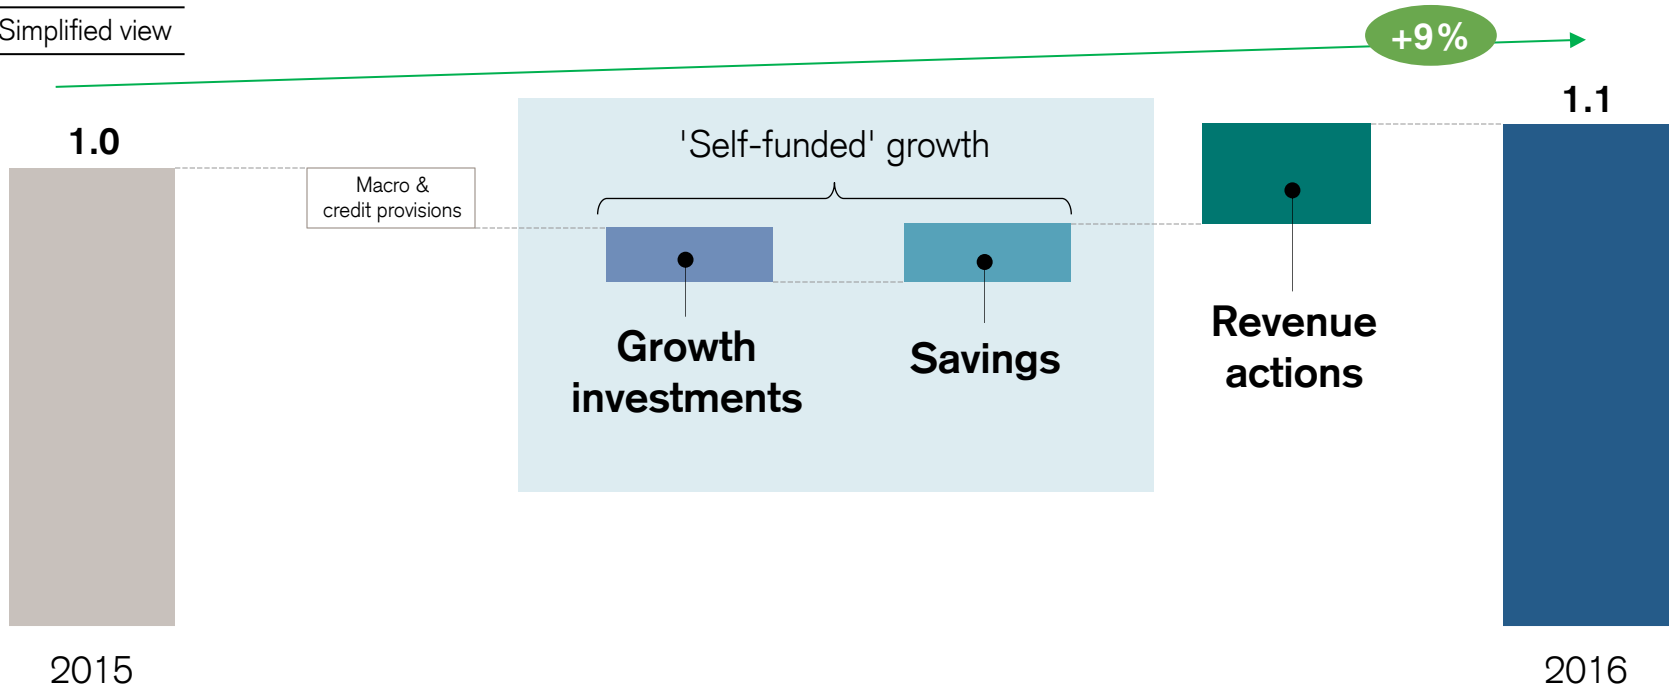 Simplified view
+9%
1.0
1.1
'Self-funded' growth
Macro &
credit provisions
Growth
investments
Savings
Revenue
actions
2015
2016